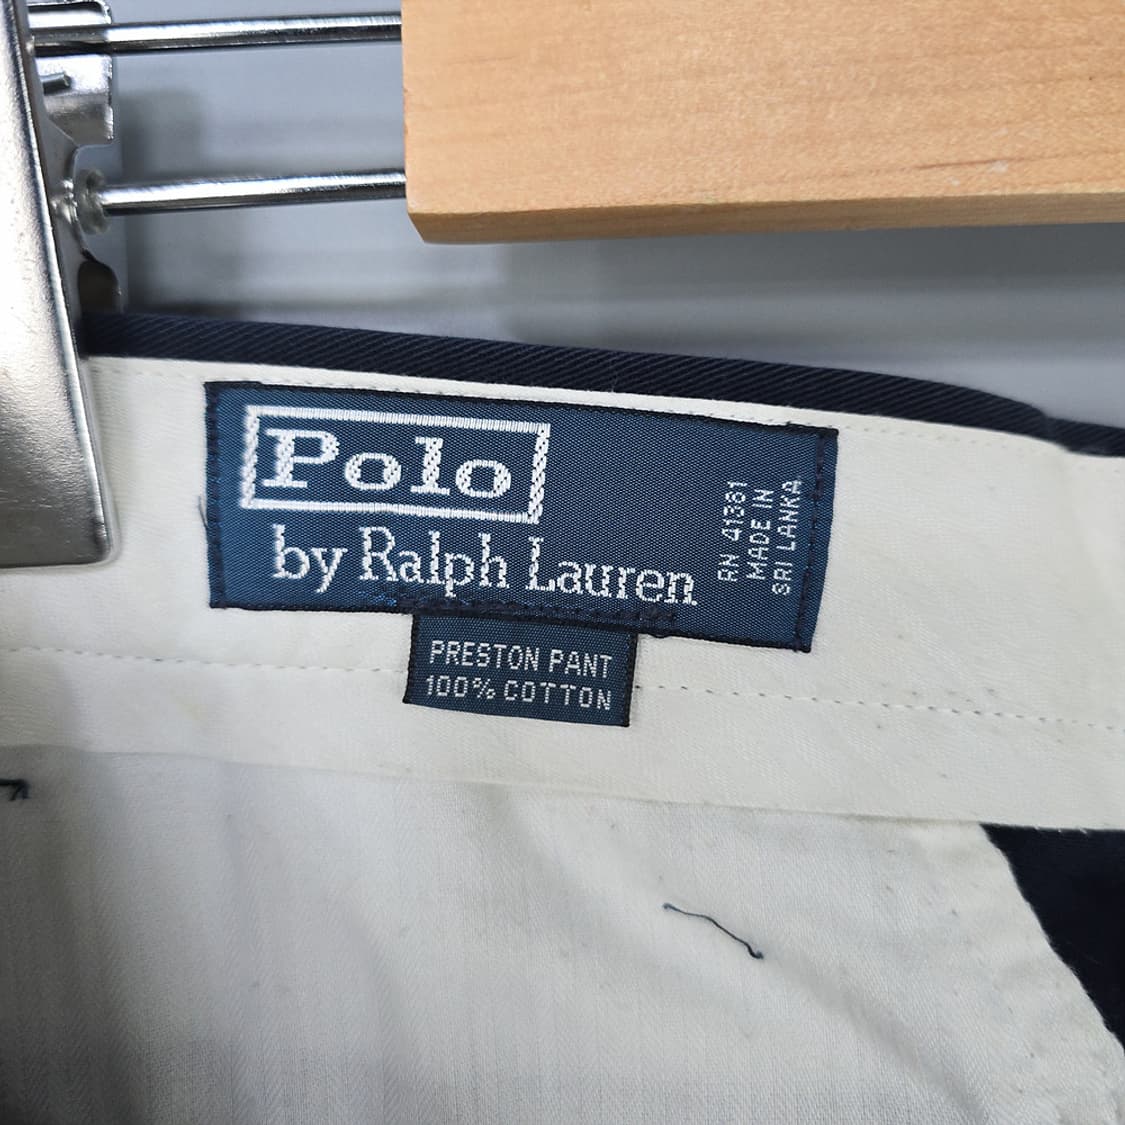 Polo
by Ralph Lauren
RN 41381
MADE IN
SRI LANKA
PRESTON PANT
100% COTTON